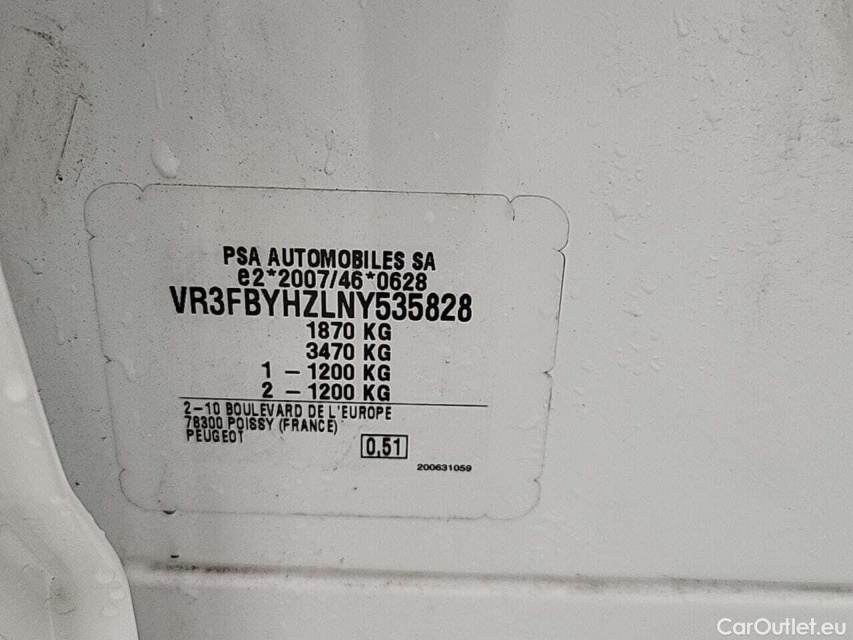 PSA AUTOMOBILES SA
e2*2007/46*0628
VR3FBYHZLNY535828
1870 KG
3470 KG
1 – 1200 KG
2 – 1200 KG
2–10 BOULEVARD DE L'EUROPE
78300 POISSY (FRANCE)
PEUGEOT
0,51
200631059
CarOutlet.eu